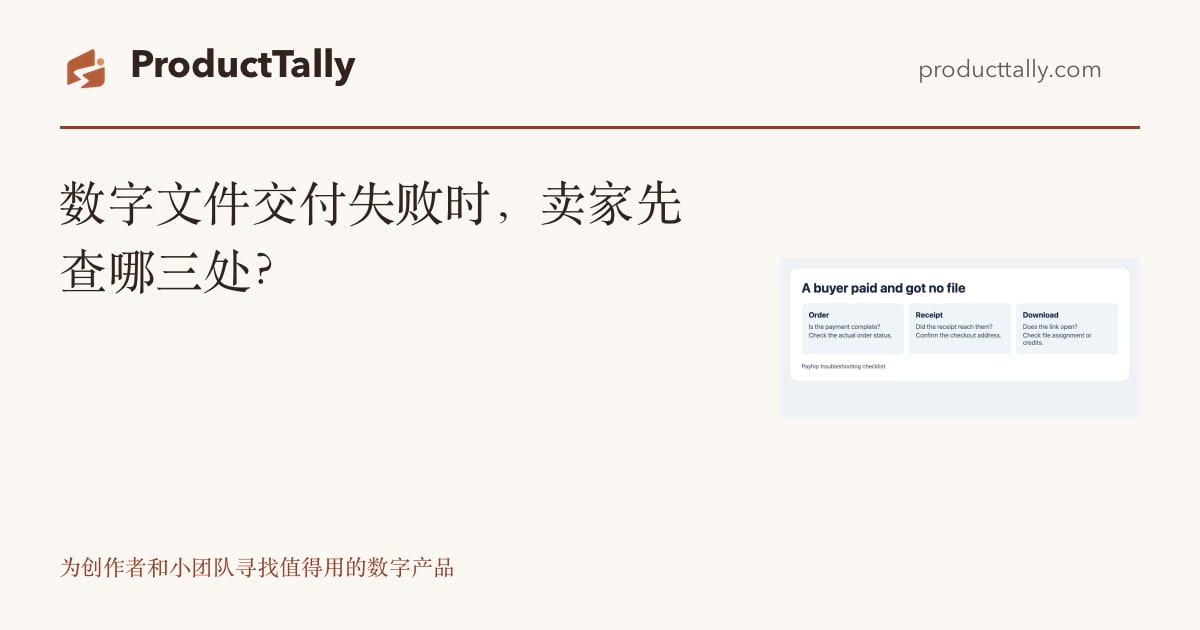 ProductTally
producttally.com
数字文件交付失败时，卖家先
查哪三处？
A buyer paid and got no file
Order
Is the payment complete?
Check the actual order status.
Receipt
Did the receipt reach them?
Confirm the checkout address.
Download
Does the link open?
Check file assignment or
credits.
Payhip troubleshooting checklist
为创作者和小团队寻找值得用的数字产品